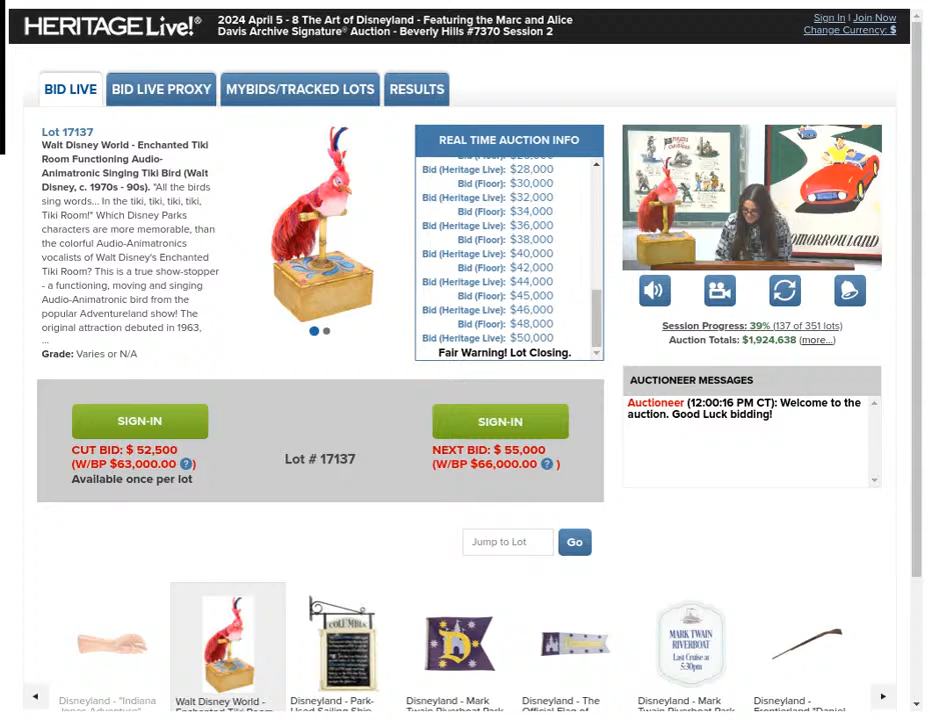 HERITAGE Live!®
2024 April 5 - 8 The Art of Disneyland - Featuring the Marc and Alice
Davis Archive Signature® Auction - Beverly Hills #7370 Session 2
Sign In | Join Now
Change Currency: $
BID LIVE
BID LIVE PROXY
MYBIDS/TRACKED LOTS
RESULTS
Lot 17137
Walt Disney World - Enchanted Tiki
Room Functioning Audio-
Animatronic Singing Tiki Bird (Walt
Disney, c. 1970s - 90s). "All the birds
sing words... In the tiki, tiki, tiki, tiki,
Tiki Room!" Which Disney Parks
characters are more memorable, than
the colorful Audio-Animatronics
vocalists of Walt Disney's Enchanted
Tiki Room? This is a true show-stopper
- a functioning, moving and singing
Audio-Animatronic bird from the
popular Adventureland show! The
original attraction debuted in 1963,
...
Grade: Varies or N/A
REAL TIME AUCTION INFO
Bid (Heritage Live): $28,000
Bid (Floor): $30,000
Bid (Heritage Live): $32,000
Bid (Floor): $34,000
Bid (Heritage Live): $36,000
Bid (Floor): $38,000
Bid (Heritage Live): $40,000
Bid (Floor): $42,000
Bid (Heritage Live): $44,000
Bid (Floor): $45,000
Bid (Heritage Live): $46,000
Bid (Floor): $48,000
Bid (Heritage Live): $50,000
Fair Warning! Lot Closing.
OMORROWLAND
Session Progress: 39% (137 of 351 lots)
Auction Totals: $1,924,638 (more...)
AUCTIONEER MESSAGES
Auctioneer (12:00:16 PM CT): Welcome to the
auction. Good Luck bidding!
SIGN-IN
CUT BID: $ 52,500
(W/BP $63,000.00 ?)
Available once per lot
Lot # 17137
SIGN-IN
NEXT BID: $ 55,000
(W/BP $66,000.00 ? )
Jump to Lot
Go
COLUMBIA
D
MARK TWAIN
RIVERBOAT
Last Cruise at
5:30pm
Disneyland - "Indiana
Walt Disney World -
Enchanted Tiki Room
Disneyland - Park-
Used Sailing Ship
Disneyland - Mark
Twain Riverboat Park
Disneyland - The
Official Flag of
Disneyland - Mark
Twain Riverboat Park
Disneyland -
Frontierland "Daniel